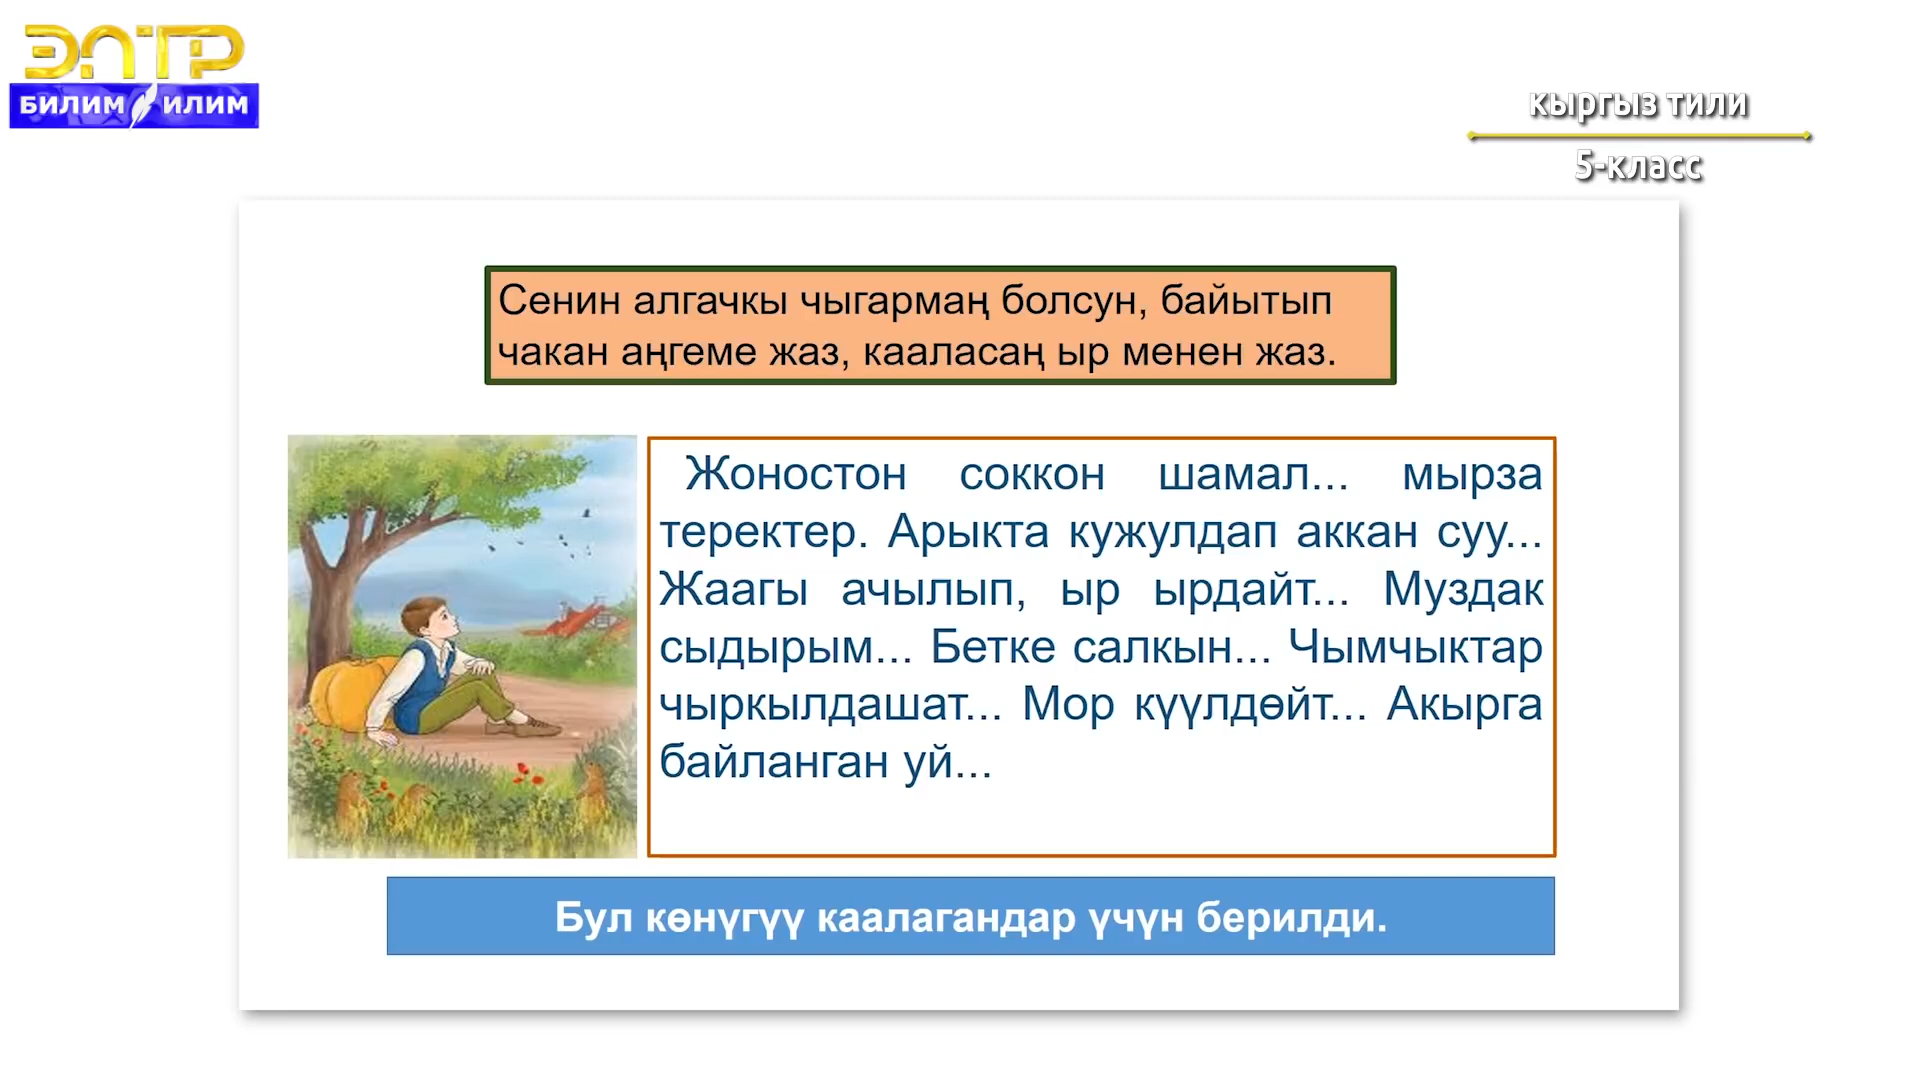 ЭЛТР
БИЛИМ ИЛИМ
кыргыз тили
5-класс
Сенин алгачкы чыгармаң болсун, байытып
чакан аңгеме жаз, кааласаң ыр менен жаз.
Жоностон соккон шамал... мырза
теректер. Арыкта кужулдап аккан суу...
Жаагы ачылып, ыр ырдайт... Муздак
сыдырым... Бетке салкын... Чымчыктар
чыркылдашат... Мор күүлдөйт... Акырга
байланган уй...
Бул көнүгүү каалагандар үчүн берилди.